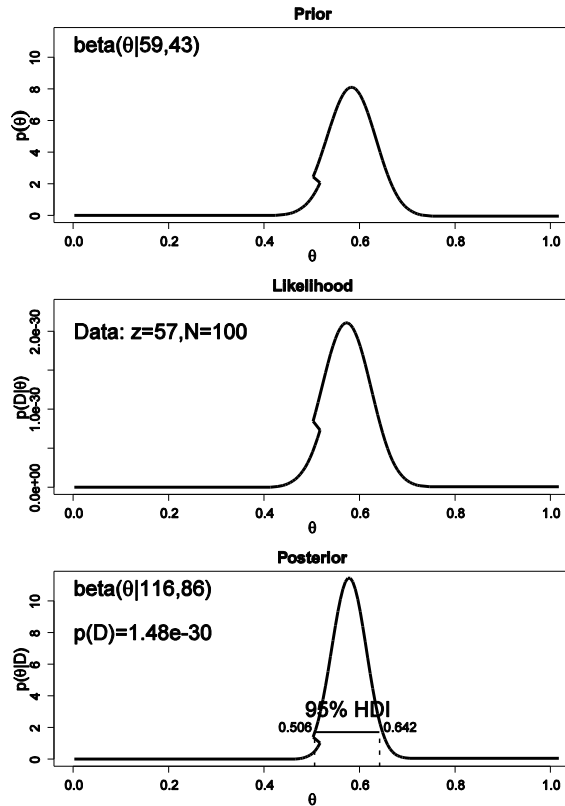 Prior
beta(θ|59,43)
p(θ)
0 2 4 6 8 10
0.0 0.2 0.4 0.6 0.8 1.0
θ
Likelihood
Data: z=57,N=100
p(D|θ)
0.0e+00 1.0e-30 2.0e-30
0.0 0.2 0.4 0.6 0.8 1.0
θ
Posterior
beta(θ|116,86)
p(D)=1.48e-30
p(θ|D)
0 2 4 6 8 10
95% HDI
0.506 0.642
0.0 0.2 0.4 0.6 0.8 1.0
θ